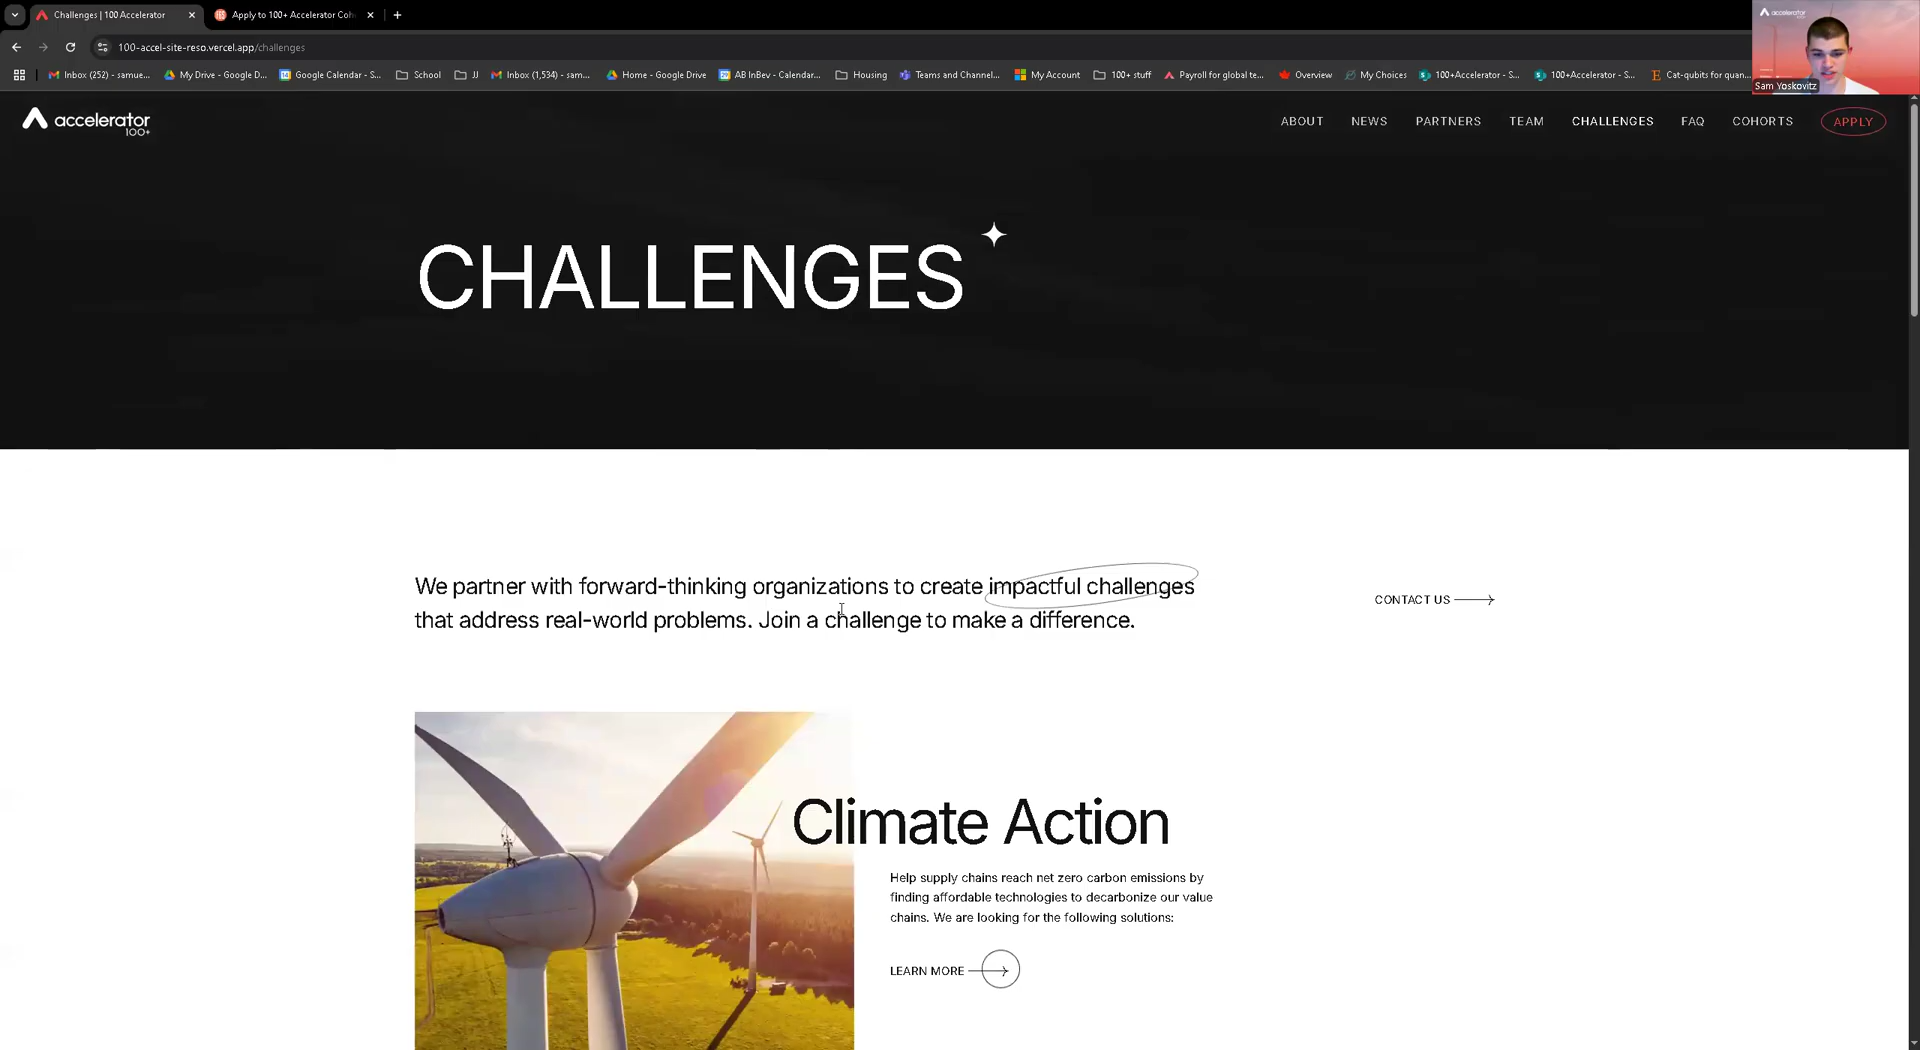 Challenges | 100 Accelerator
Apply to 100+ Accelerator Coh
100-accel-site-reso.vercel.app/challenges
Inbox (252) - samue...
My Drive - Google D...
Google Calendar - S...
School
JJ
Inbox (1,534) - sam...
Home - Google Drive
AB InBev - Calendar...
Housing
Teams and Channel...
My Account
100+ stuff
Payroll for global te...
Overview
My Choices
100+Accelerator - S...
100+Accelerator - S...
Cat-qubits for quan...
accelerator
Sam Yoskovitz
accelerator
100+
ABOUT
NEWS
PARTNERS
TEAM
CHALLENGES
FAQ
COHORTS
APPLY
CHALLENGES
We partner with forward-thinking organizations to create impactful challenges
that address real-world problems. Join a challenge to make a difference.
CONTACT US
Climate Action
Help supply chains reach net zero carbon emissions by
finding affordable technologies to decarbonize our value
chains. We are looking for the following solutions:
LEARN MORE